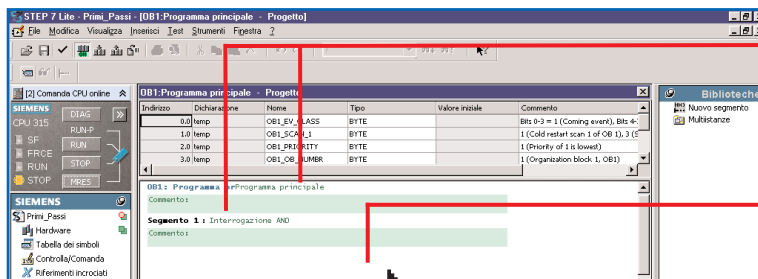 STEP 7 Lite - Primi_Passi - [OB1:Programma principale - Progetto]
File Modifica Visualizza Inserisci Test Strumenti Finestra ?
[2] Comanda CPU online
SIEMENS
CPU 315
DIAG
RUN-P
SF
RUN
FRCE
RUN
STOP
STOP
MRES
SIEMENS
Primi_Passi
Hardware
Tabella dei simboli
Controlla/Comanda
Riferimenti incrociati
OB1:Programma principale - Progetto
Indirizzo Dichiarazione Nome Tipo Valore iniziale Commento
0.0 temp OB1_EV_CLASS BYTE Bits 0-3 = 1 (Coming event), Bits 4-
1.0 temp OB1_SCAN_1 BYTE 1 (Cold restart scan 1 of OB 1), 3 (S
2.0 temp OB1_PRIORITY BYTE 1 (Priority of 1 is lowest)
3.0 temp OB1_OB_NUMBR BYTE 1 (Organization block 1, OB1)
OB1: Programma prProgramma principale
Commento:
Segmento 1 : Interrogazione AND
Commento:
Biblioteche
Nuovo segmento
Multiistanze